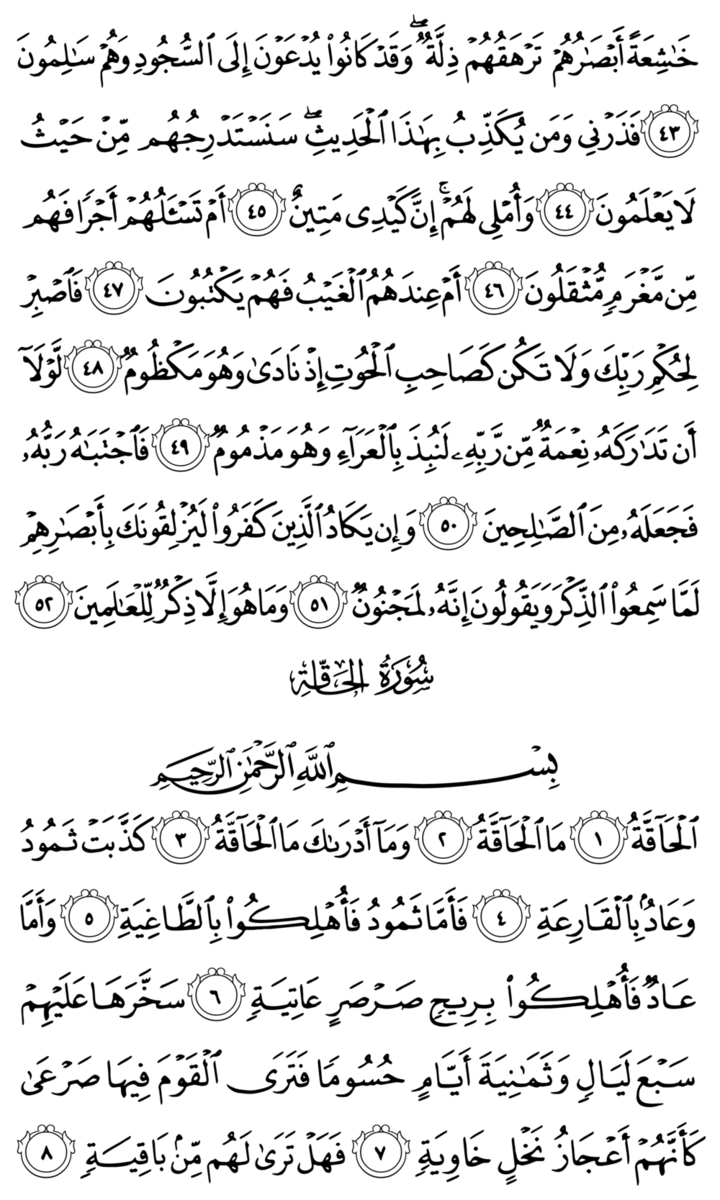 خَٰشِعَةً أَبۡصَٰرُهُمۡ تَرۡهَقُهُمۡ ذِلَّةٞۖ وَقَدۡ كَانُواْ يُدۡعَوۡنَ إِلَى ٱلسُّجُودِ وَهُمۡ سَٰلِمُونَ
٤٣ فَذَرۡنِي وَمَن يُكَذِّبُ بِهَٰذَا ٱلۡحَدِيثِۖ سَنَسۡتَدۡرِجُهُم مِّنۡ حَيۡثُ
لَا يَعۡلَمُونَ ٤٤ وَأُمۡلِي لَهُمۡۚ إِنَّ كَيۡدِي مَتِينٌ ٤٥ أَمۡ تَسۡـَٔلُهُمۡ أَجۡرٗا فَهُم
مِّن مَّغۡرَمٖ مُّثۡقَلُونَ ٤٦ أَمۡ عِندَهُمُ ٱلۡغَيۡبُ فَهُمۡ يَكۡتُبُونَ ٤٧ فَٱصۡبِرۡ
لِحُكۡمِ رَبِّكَ وَلَا تَكُن كَصَاحِبِ ٱلۡحُوتِ إِذۡ نَادَىٰ وَهُوَ مَكۡظُومٞ ٤٨ لَّوۡلَآ
أَن تَدَٰرَكَهُۥ نِعۡمَةٞ مِّن رَّبِّهِۦ لَنُبِذَ بِٱلۡعَرَآءِ وَهُوَ مَذۡمُومٞ ٤٩ فَٱجۡتَبَٰهُ رَبُّهُۥ
فَجَعَلَهُۥ مِنَ ٱلصَّٰلِحِينَ ٥٠ وَإِن يَكَادُ ٱلَّذِينَ كَفَرُواْ لَيُزۡلِقُونَكَ بِأَبۡصَٰرِهِمۡ
لَمَّا سَمِعُواْ ٱلذِّكۡرَ وَيَقُولُونَ إِنَّهُۥ لَمَجۡنُونٞ ٥١ وَمَا هُوَ إِلَّا ذِكۡرٞ لِّلۡعَٰلَمِينَ ٥٢
سُورَةُ الحَاقَّةِ
بِسۡمِ ٱللَّهِ ٱلرَّحۡمَٰنِ ٱلرَّحِيمِ
ٱلۡحَآقَّةُ ١ مَا ٱلۡحَآقَّةُ ٢ وَمَآ أَدۡرَىٰكَ مَا ٱلۡحَآقَّةُ ٣ كَذَّبَتۡ ثَمُودُ
وَعَادُۢ بِٱلۡقَارِعَةِ ٤ فَأَمَّا ثَمُودُ فَأُهۡلِكُواْ بِٱلطَّاغِيَةِ ٥ وَأَمَّا
عَادٞ فَأُهۡلِكُواْ بِرِيحٖ صَرۡصَرٍ عَاتِيَةٖ ٦ سَخَّرَهَا عَلَيۡهِمۡ
سَبۡعَ لَيَالٖ وَثَمَٰنِيَةَ أَيَّامٍ حُسُومٗا فَتَرَى ٱلۡقَوۡمَ فِيهَا صَرۡعَىٰ
كَأَنَّهُمۡ أَعۡجَازُ نَخۡلٍ خَاوِيَةٖ ٧ فَهَلۡ تَرَىٰ لَهُم مِّنۢ بَاقِيَةٖ ٨